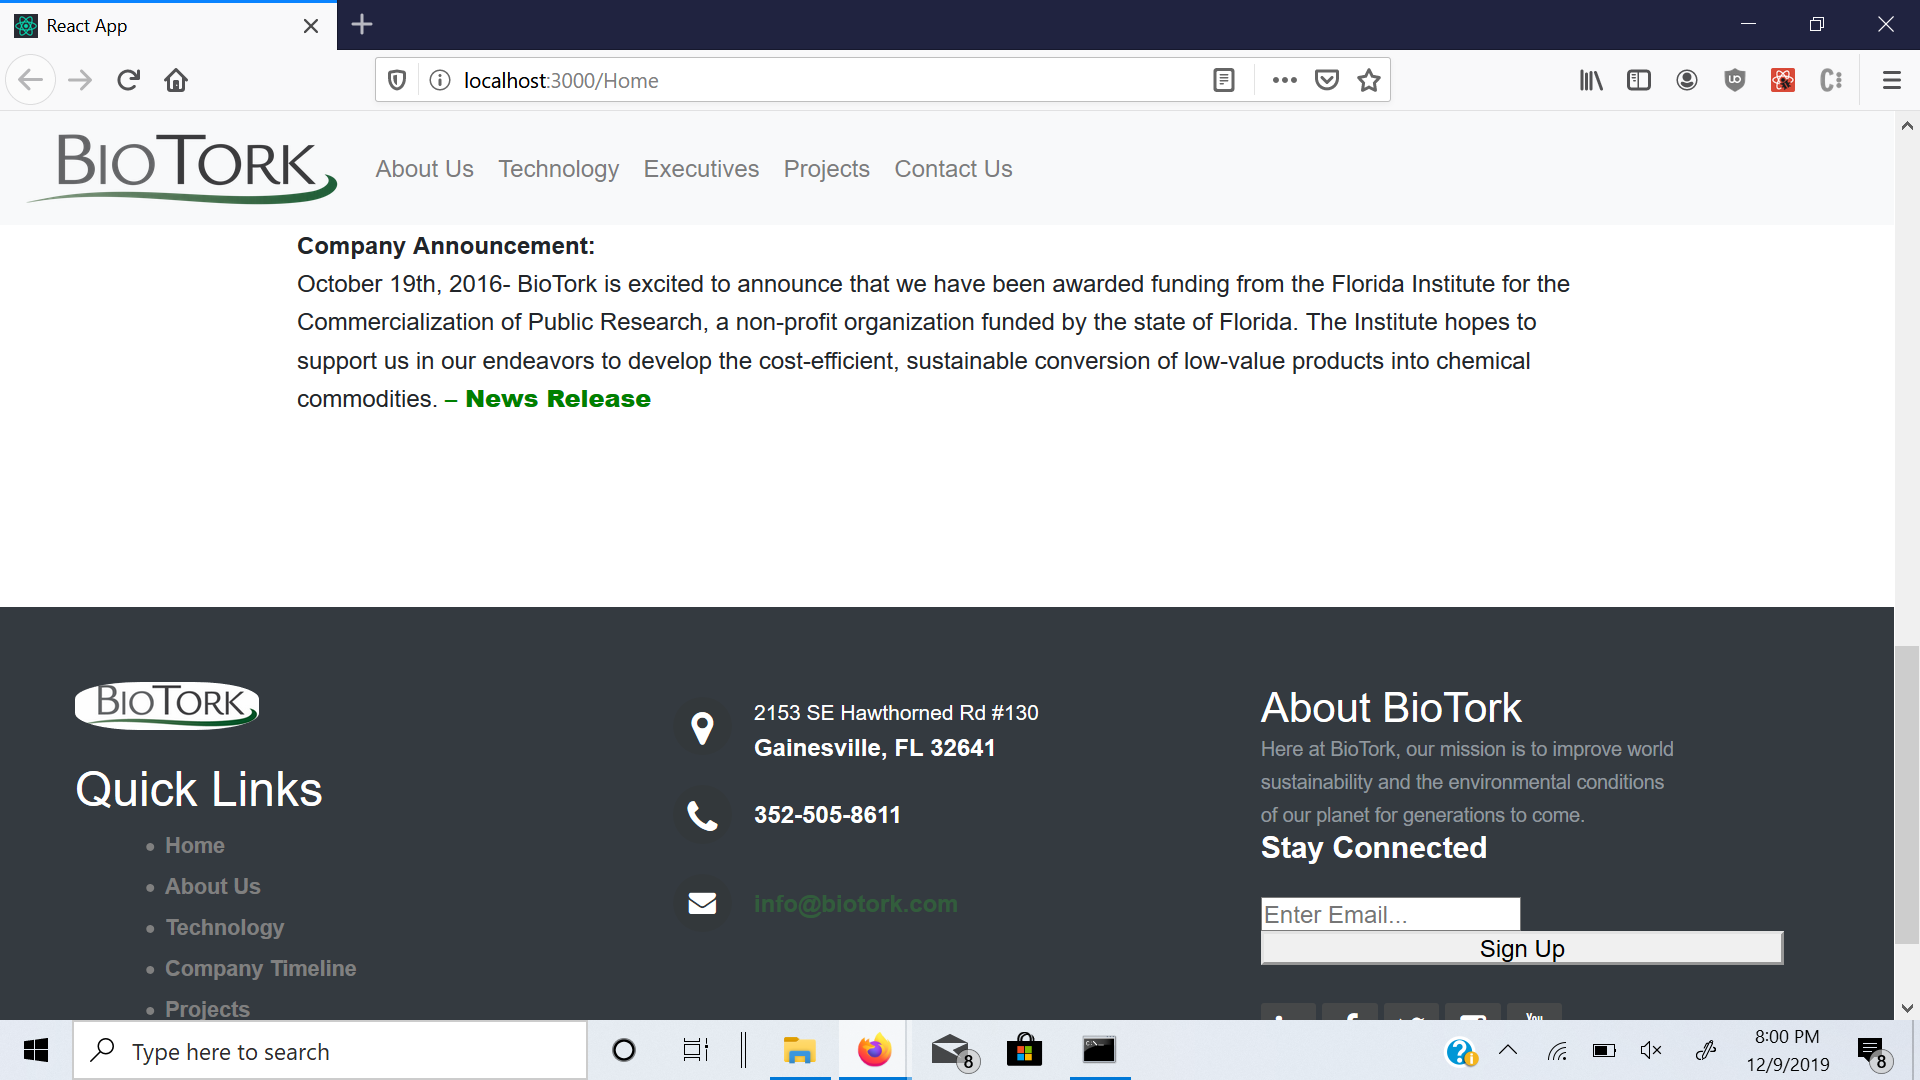 React App
localhost:3000/Home
BIOTORK
About Us Technology Executives Projects Contact Us
Company Announcement:
October 19th, 2016- BioTork is excited to announce that we have been awarded funding from the Florida Institute for the
Commercialization of Public Research, a non-profit organization funded by the state of Florida. The Institute hopes to
support us in our endeavors to develop the cost-efficient, sustainable conversion of low-value products into chemical
commodities. – News Release
BIOTORK
Quick Links
Home
About Us
Technology
Company Timeline
Projects
2153 SE Hawthorned Rd #130
Gainesville, FL 32641
352-505-8611
info@biotork.com
About BioTork
Here at BioTork, our mission is to improve world
sustainability and the environmental conditions
of our planet for generations to come.
Stay Connected
Enter Email...
Sign Up
You
Type here to search
8
8:00 PM
12/9/2019
8